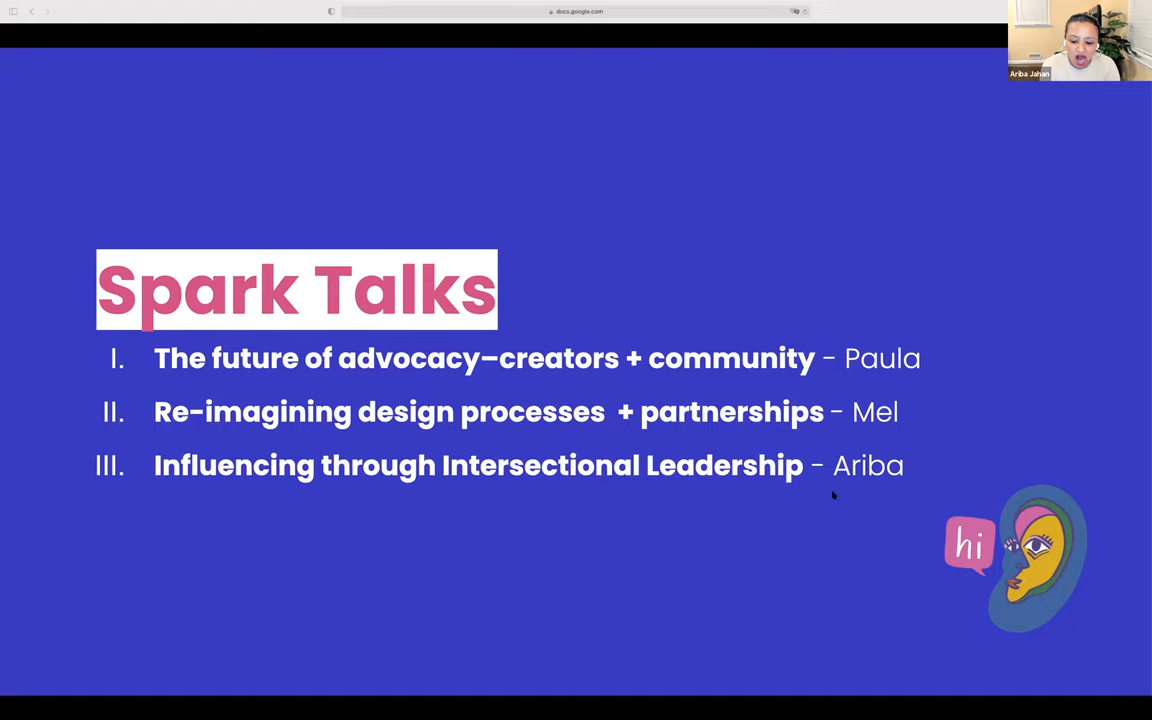 docs.google.com
Ariba Jahan
Spark Talks
I. The future of advocacy–creators + community - Paula
II. Re-imagining design processes + partnerships - Mel
III. Influencing through Intersectional Leadership - Ariba
hi